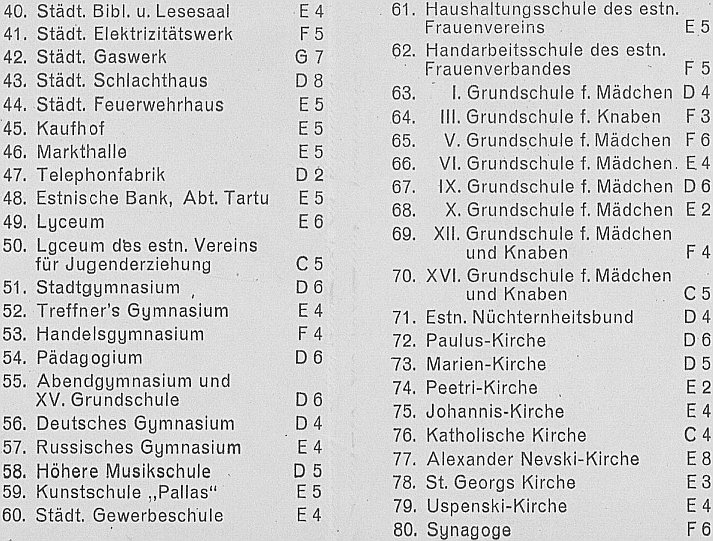 40. Städt. Bibl. u. Lesesaal E 4
41. Städt. Elektrizitätswerk F 5
42. Städt. Gaswerk G 7
43. Städt. Schlachthaus D 8
44. Städt. Feuerwehrhaus E 5
45. Kaufhof E 5
46. Markthalle E 5
47. Telephonfabrik D 2
48. Estnische Bank, Abt. Tartu E 5
49. Lyceum E 6
50. Lyceum des estn. Vereins
für Jugenderziehung C 5
51. Stadtgymnasium D 6
52. Treffner's Gymnasium E 4
53. Handelsgymnasium F 4
54. Pädagogium D 6
55. Abendgymnasium und
XV. Grundschule D 6
56. Deutsches Gymnasium D 4
57. Russisches Gymnasium E 4
58. Höhere Musikschule D 5
59. Kunstschule „Pallas“ E 5
60. Städt. Gewerbeschule E 4
61. Haushaltungsschule des estn.
Frauenvereins E 5
62. Handarbeitsschule des estn.
Frauenverbandes F 5
63. I. Grundschule f. Mädchen D 4
64. III. Grundschule f. Knaben F 3
65. V. Grundschule f. Mädchen F 6
66. VI. Grundschule f. Mädchen. E 4
67. IX. Grundschule f. Mädchen D 6
68. X. Grundschule f. Mädchen E 2
69. XII. Grundschule f. Mädchen
und Knaben F 4
70. XVI. Grundschule f. Mädchen
und Knaben C 5
71. Estn. Nüchternheitsbund D 4
72. Paulus-Kirche D 6
73. Marien-Kirche D 5
74. Peetri-Kirche E 2
75. Johannis-Kirche E 4
76. Katholische Kirche C 4
77. Alexander Nevski-Kirche E 8
78. St. Georgs Kirche E 3
79. Uspenski-Kirche E 4
80. Synagoge F 6